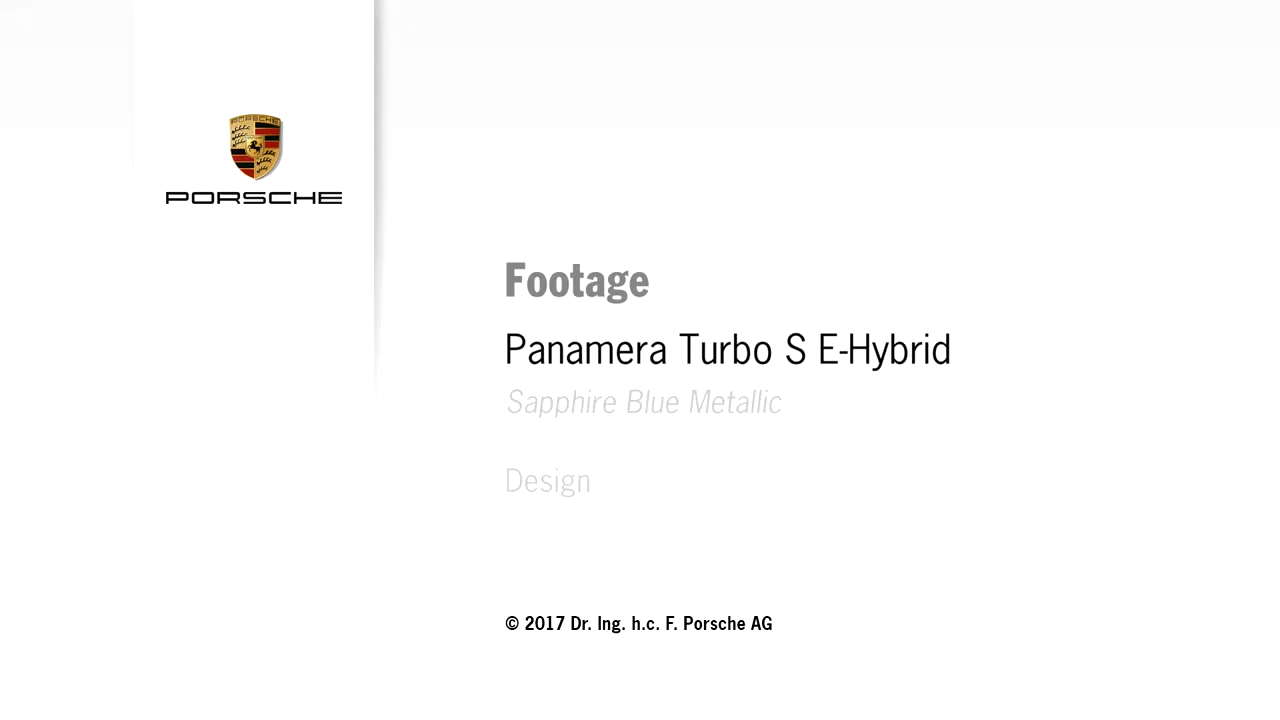 PORSCHE
PORSCHE
Footage
Panamera Turbo S E-Hybrid
Sapphire Blue Metallic
Design
© 2017 Dr. Ing. h.c. F. Porsche AG